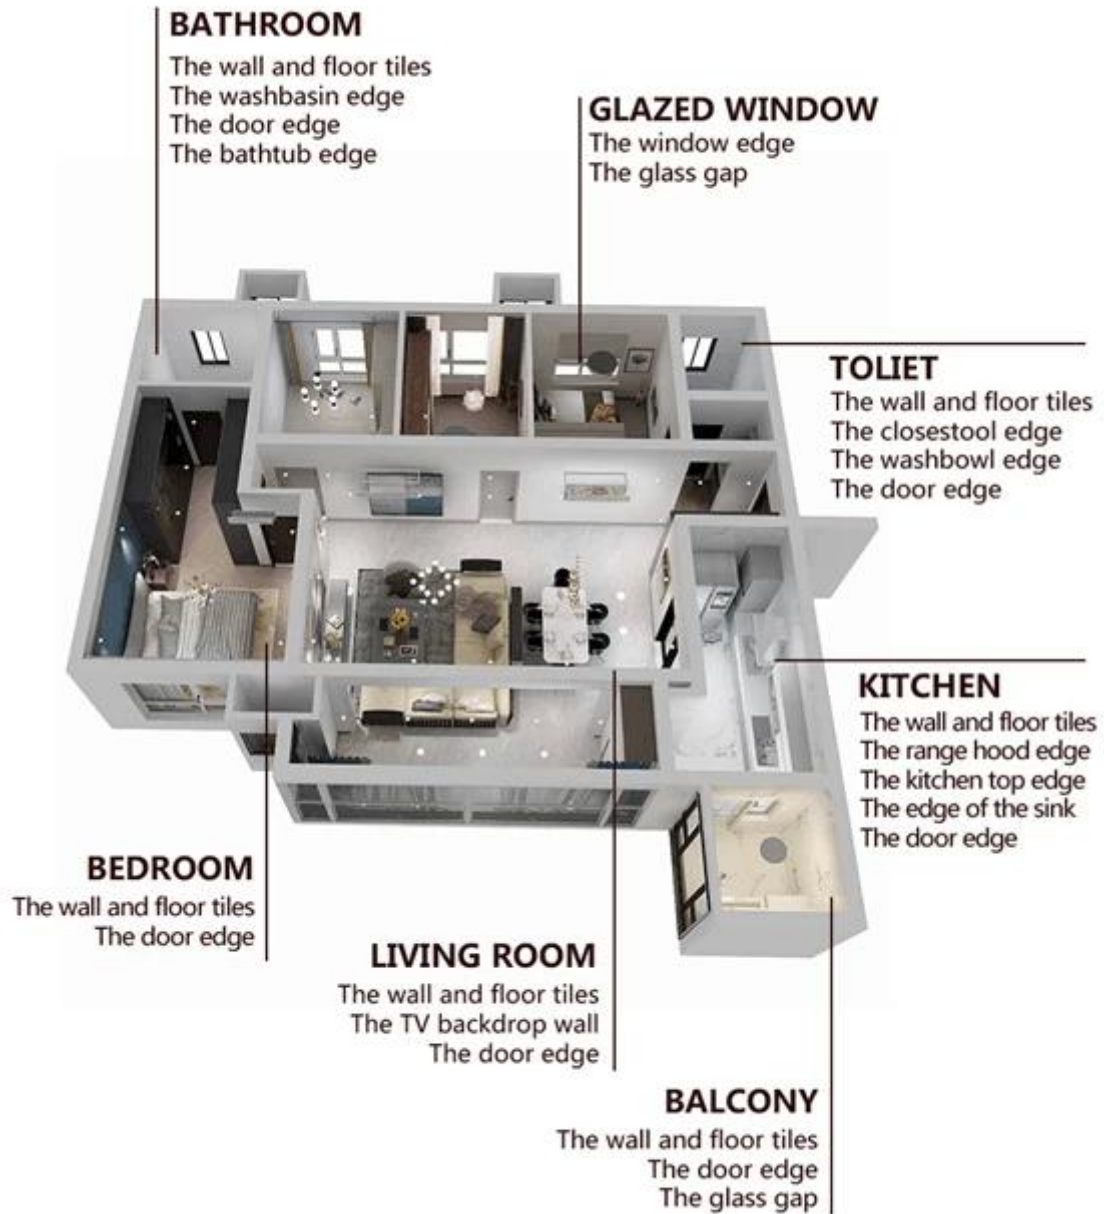 BATHROOM
The wall and floor tiles
The washbasin edge
The door edge
The bathtub edge
GLAZED WINDOW
The window edge
The glass gap
TOLIET
The wall and floor tiles
The closestool edge
The washbowl edge
The door edge
KITCHEN
The wall and floor tiles
The range hood edge
The kitchen top edge
The edge of the sink
The door edge
BEDROOM
The wall and floor tiles
The door edge
LIVING ROOM
The wall and floor tiles
The TV backdrop wall
The door edge
BALCONY
The wall and floor tiles
The door edge
The glass gap